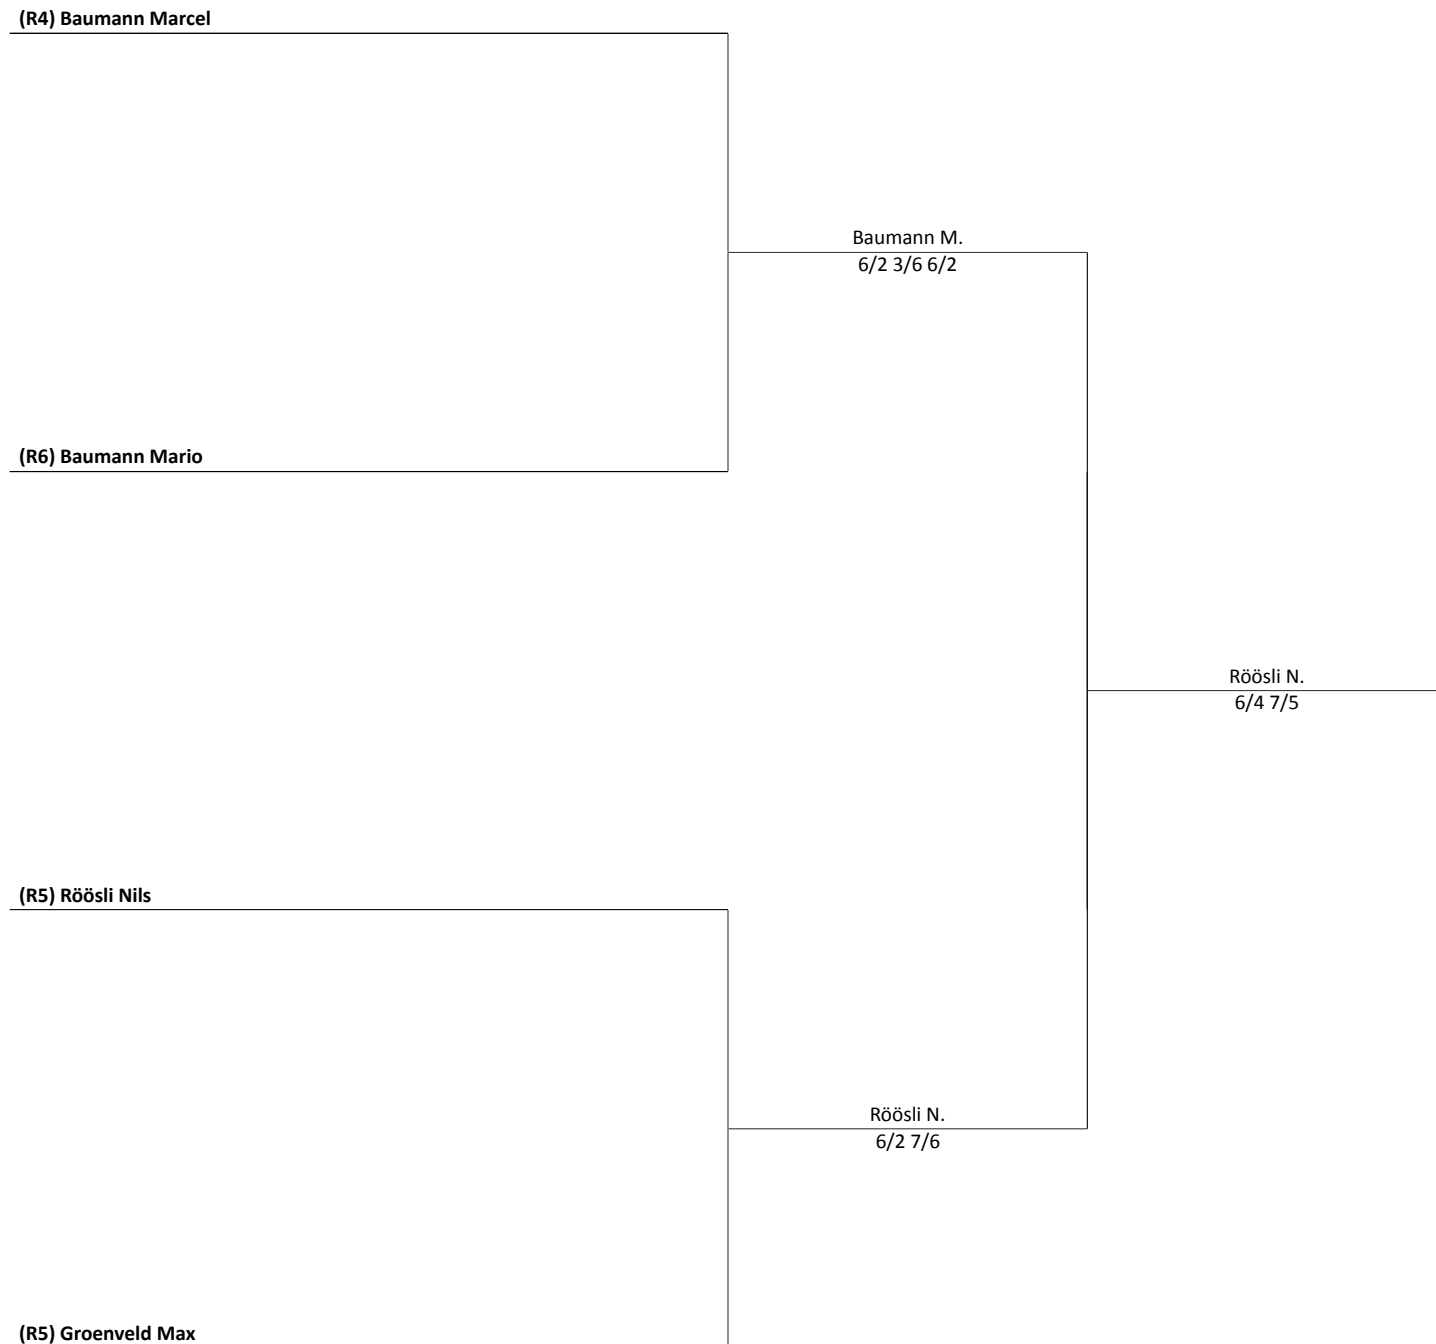 (R4) Baumann Marcel
Baumann M.
6/2 3/6 6/2
(R6) Baumann Mario
Röösli N.
6/4 7/5
(R5) Röösli Nils
Röösli N.
6/2 7/6
(R5) Groenveld Max